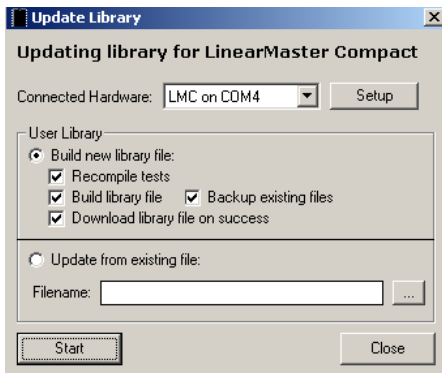 Update Library
Updating library for LinearMaster Compact
Connected Hardware: LMC on COM4 Setup
User Library
Build new library file:
Recompile tests
Build library file Backup existing files
Download library file on success
Update from existing file:
Filename: ...
Start Close